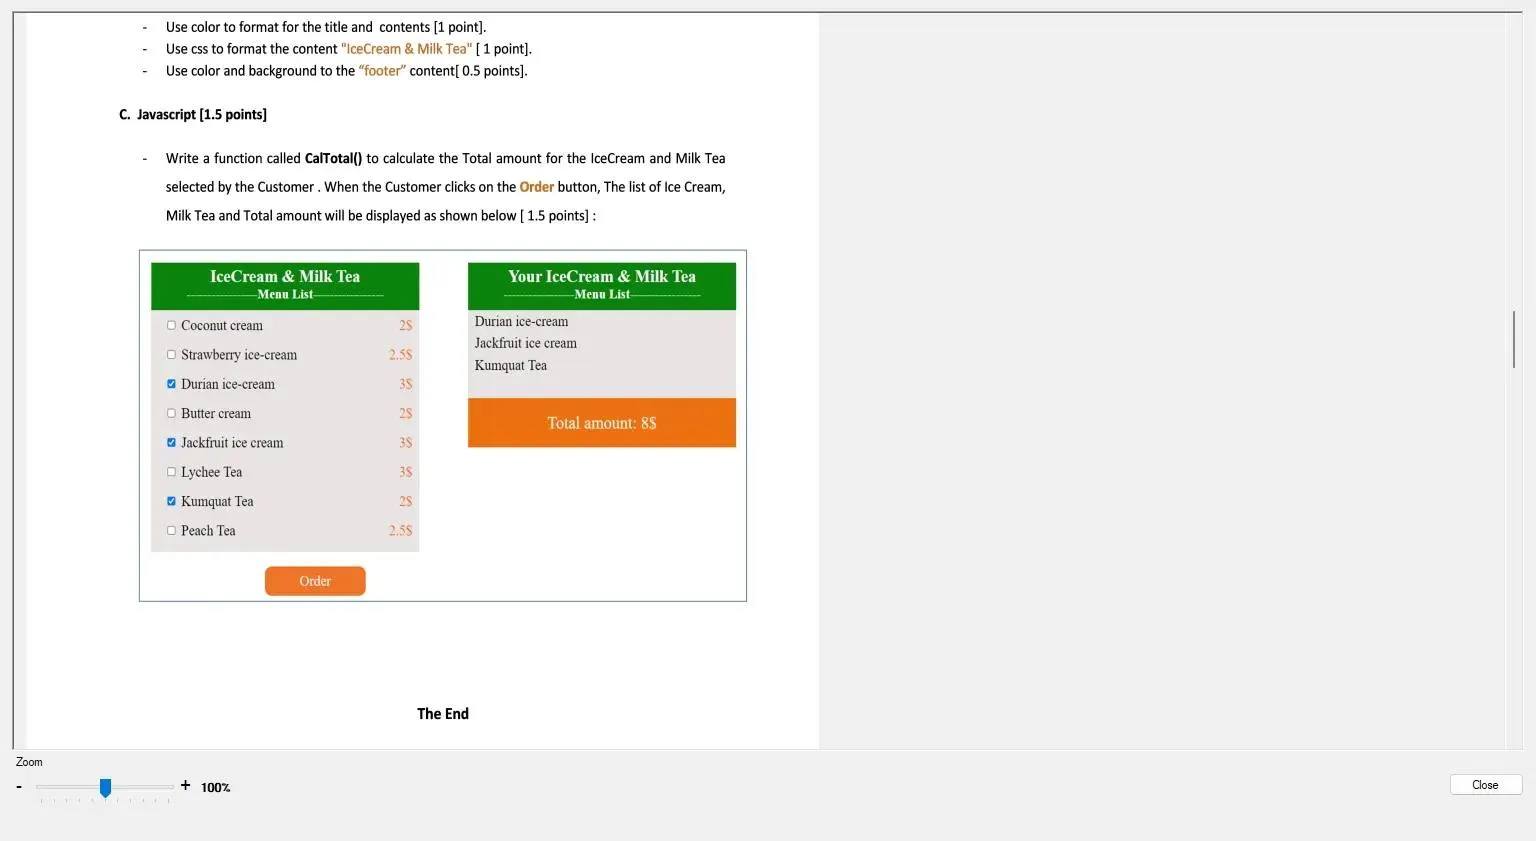 - Use color to format for the title and contents [1 point].
- Use css to format the content "IceCream & Milk Tea" [ 1 point].
- Use color and background to the “footer” content[ 0.5 points].
C. Javascript [1.5 points]
- Write a function called CalTotal() to calculate the Total amount for the IceCream and Milk Tea
selected by the Customer . When the Customer clicks on the Order button, The list of Ice Cream,
Milk Tea and Total amount will be displayed as shown below [ 1.5 points] :
IceCream & Milk Tea
-------------------Menu List-------------------
Coconut cream 2$
Strawberry ice-cream 2.5$
Durian ice-cream 3$
Butter cream 2$
Jackfruit ice cream 3$
Lychee Tea 3$
Kumquat Tea 2$
Peach Tea 2.5$
Order
Your IceCream & Milk Tea
-------------------Menu List-------------------
Durian ice-cream
Jackfruit ice cream
Kumquat Tea
Total amount: 8$
The End
Zoom
- + 100%
Close